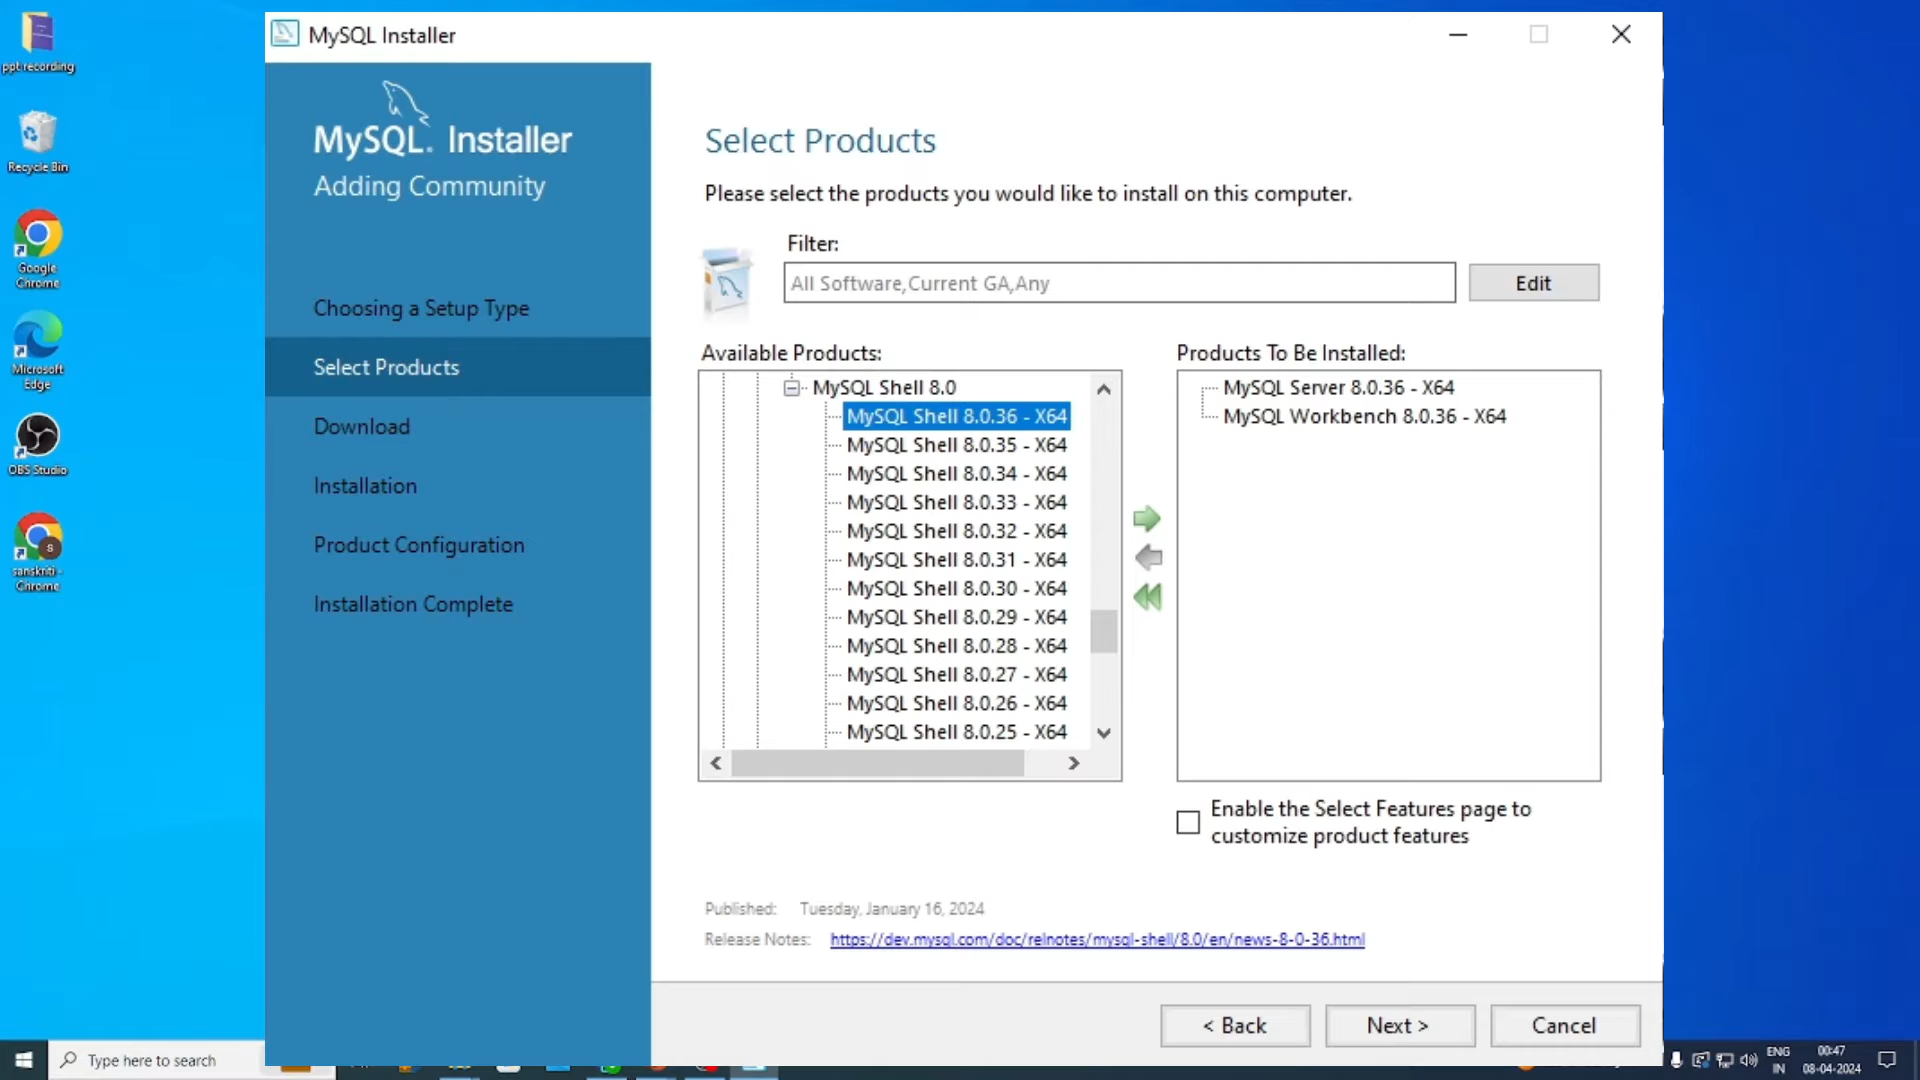 ppt recording
Recycle Bin
Google
Chrome
Microsoft
Edge
OBS Studio
sanskriti -
Chrome
MySQL Installer
MySQL. Installer
Adding Community
Choosing a Setup Type
Select Products
Download
Installation
Product Configuration
Installation Complete
Select Products
Please select the products you would like to install on this computer.
Filter:
All Software,Current GA,Any
Edit
Available Products:
MySQL Shell 8.0
MySQL Shell 8.0.36 - X64
MySQL Shell 8.0.35 - X64
MySQL Shell 8.0.34 - X64
MySQL Shell 8.0.33 - X64
MySQL Shell 8.0.32 - X64
MySQL Shell 8.0.31 - X64
MySQL Shell 8.0.30 - X64
MySQL Shell 8.0.29 - X64
MySQL Shell 8.0.28 - X64
MySQL Shell 8.0.27 - X64
MySQL Shell 8.0.26 - X64
MySQL Shell 8.0.25 - X64
Products To Be Installed:
MySQL Server 8.0.36 - X64
MySQL Workbench 8.0.36 - X64
Enable the Select Features page to
customize product features
Published: Tuesday, January 16, 2024
Release Notes: https://dev.mysql.com/doc/relnotes/mysql-shell/8.0/en/news-8-0-36.html
< Back
Next >
Cancel
Type here to search
ENG
IN
00:47
08-04-2024